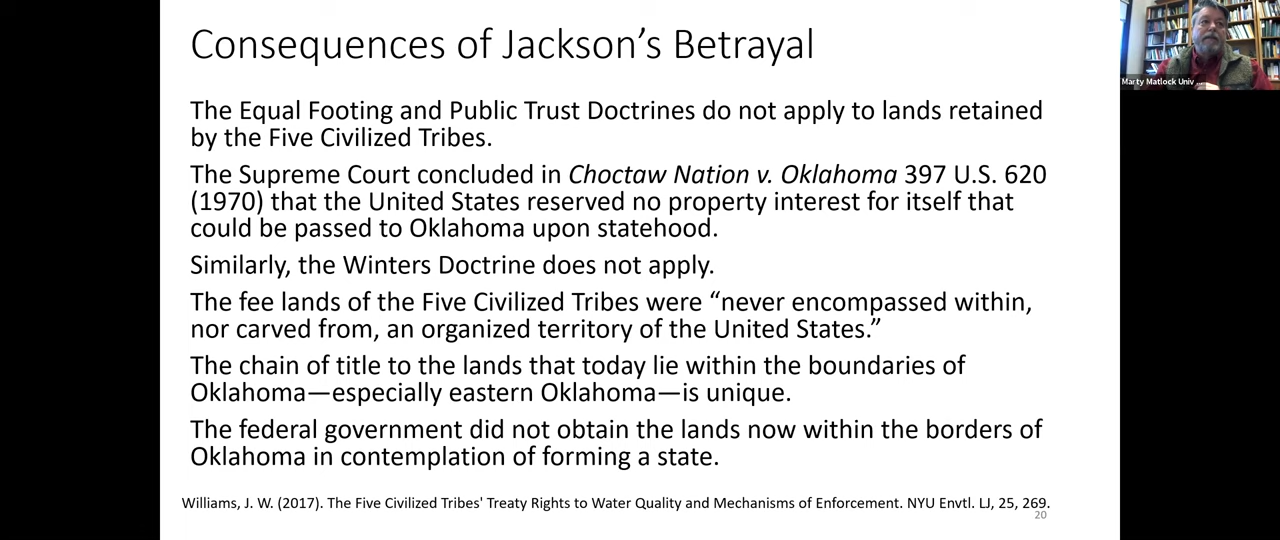 Consequences of Jackson's Betrayal
The Equal Footing and Public Trust Doctrines do not apply to lands retained
by the Five Civilized Tribes.
The Supreme Court concluded in Choctaw Nation v. Oklahoma 397 U.S. 620
(1970) that the United States reserved no property interest for itself that
could be passed to Oklahoma upon statehood.
Similarly, the Winters Doctrine does not apply.
The fee lands of the Five Civilized Tribes were “never encompassed within,
nor carved from, an organized territory of the United States.”
The chain of title to the lands that today lie within the boundaries of
Oklahoma—especially eastern Oklahoma—is unique.
The federal government did not obtain the lands now within the borders of
Oklahoma in contemplation of forming a state.
Williams, J. W. (2017). The Five Civilized Tribes' Treaty Rights to Water Quality and Mechanisms of Enforcement. NYU Envtl. LJ, 25, 269.
20
Marty Matlock Univ ...